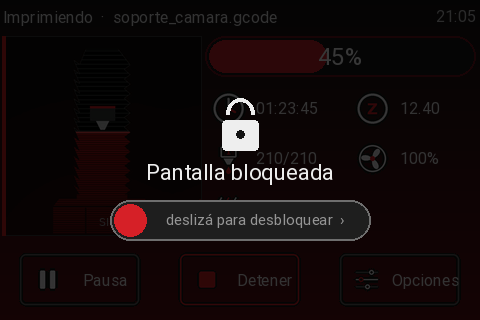 Imprimiendo · soporte_camara.gcode 21:05
45%
01:23:45 Z 12.40
210/210 100%
Pantalla bloqueada
deslizá para desbloquear ›
Pausa Detener Opciones